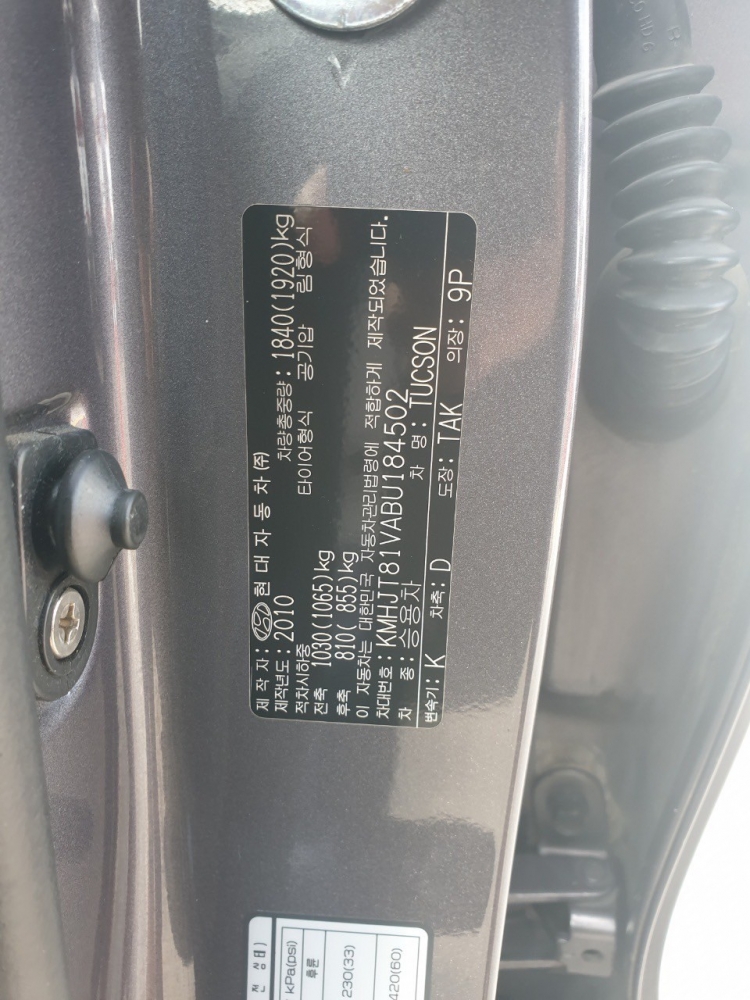 제 작 자 : 현 대 자 동 차 (주)
제작년도 : 2010 차량총중량 : 1840(1920)kg
적차시하중 타이어형식 공기압 림형식
전축 1030(1065)kg
후축 810( 855)kg
이 자동차는 대한민국 자동차관리법령에 적합하게 제작되었습니다.
차대번호 : KMHJT81VABU184502
차 종 : 승용차 차 명 : TUCSON
변속기 : K 차축 : D 도장 : TAK 의장 : 9P
kPa(psi)
후륜
230(33)
420(60)